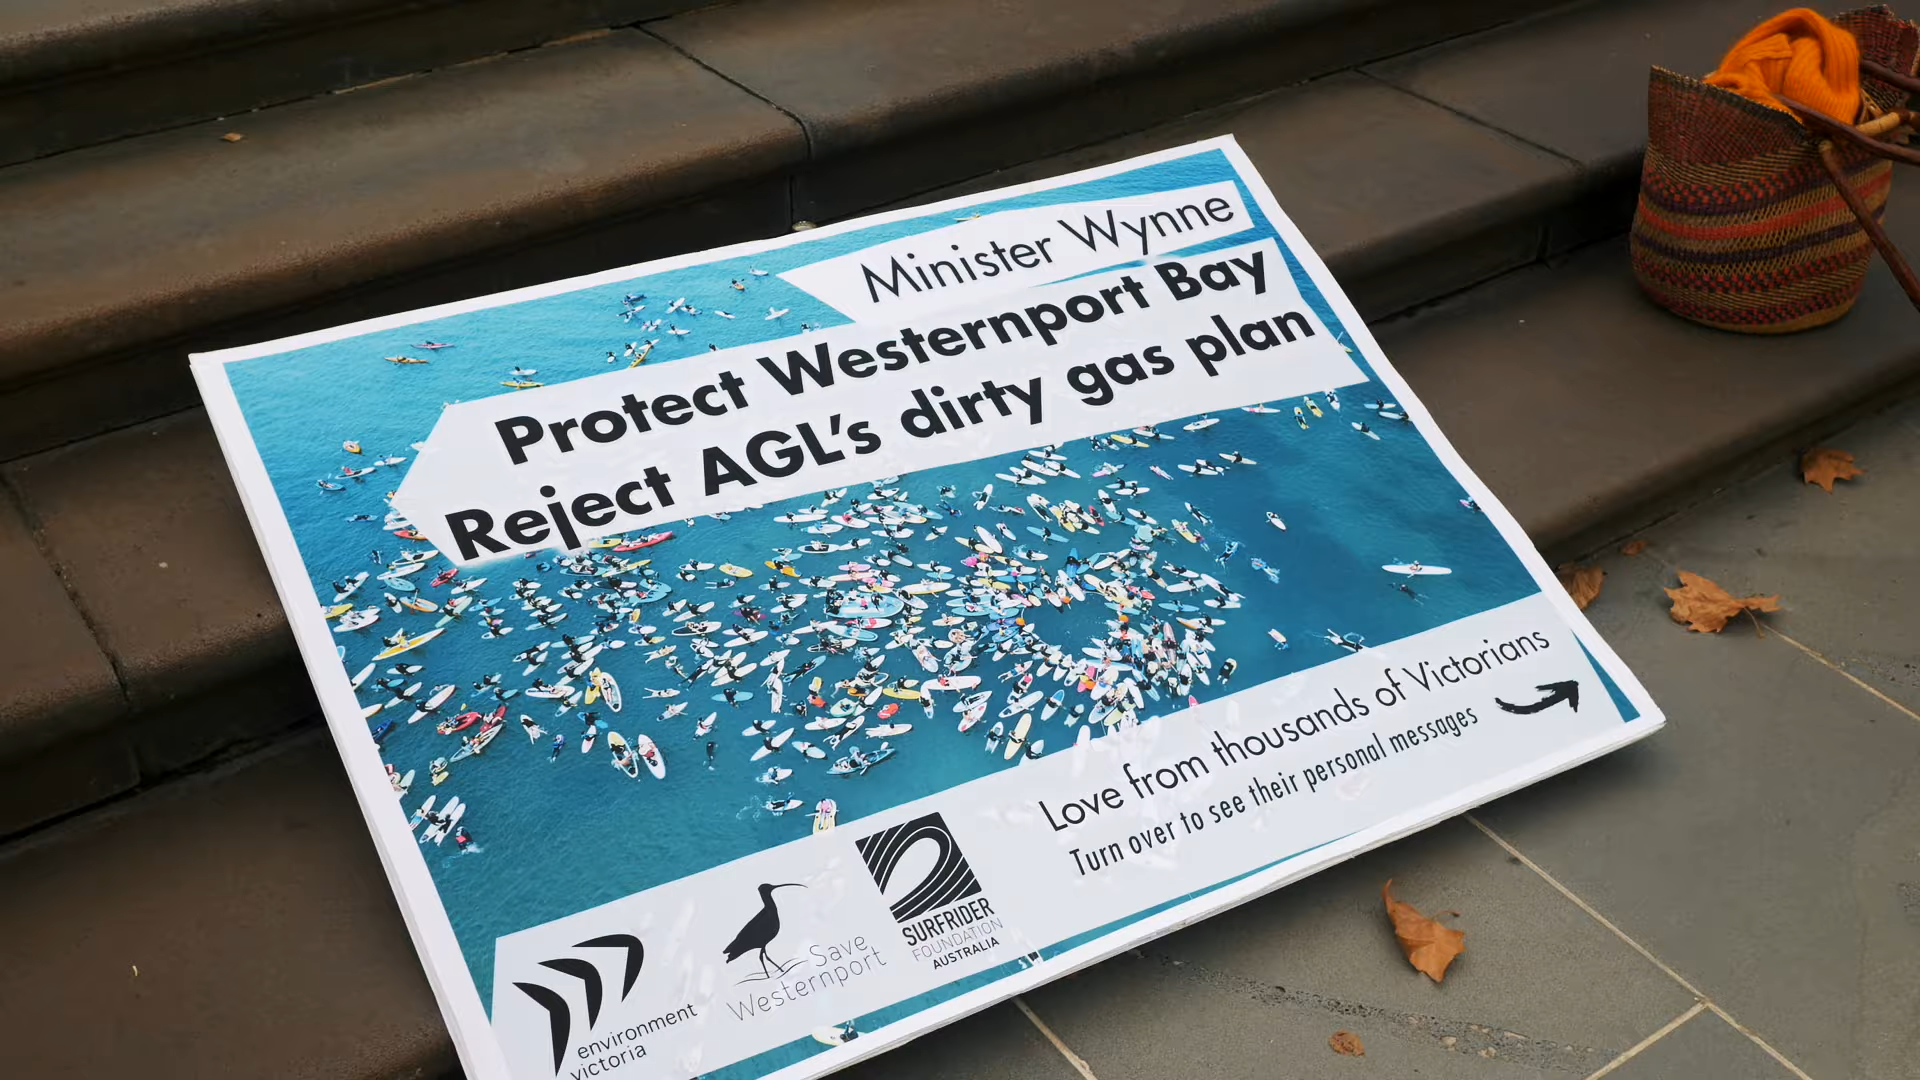 Minister Wynne
Protect Westernport Bay
Reject AGL's dirty gas plan
Love from thousands of Victorians
Turn over to see their personal messages
environment
victoria
Save
Westernport
SURFRIDER
FOUNDATION
AUSTRALIA